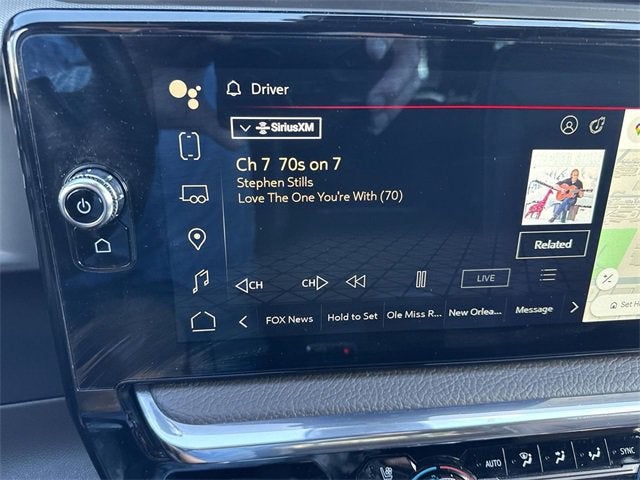 Driver
SiriusXM
Ch 7 70s on 7
Stephen Stills
Love The One You're With (70)
Related
CH CH LIVE
FOX News Hold to Set Ole Miss R... New Orlea... Message
Set H
AUTO SYNC